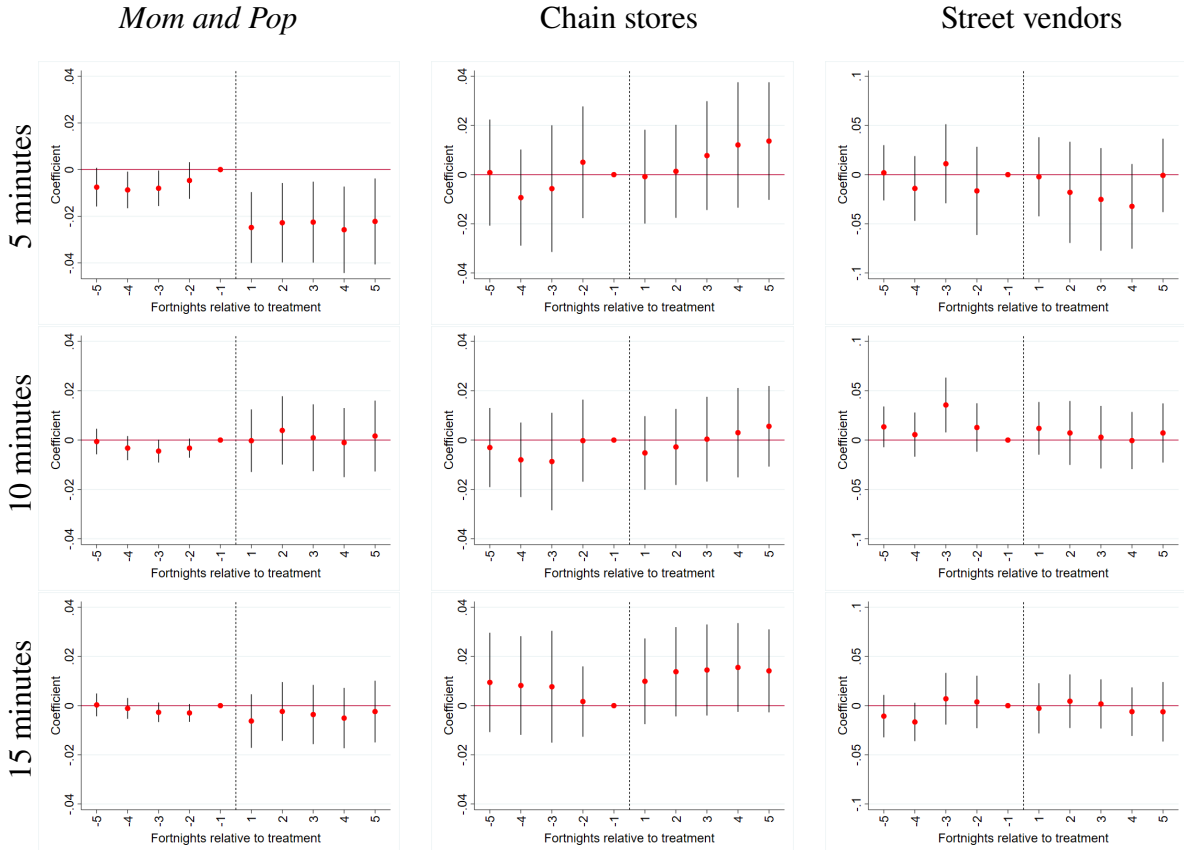 Mom and Pop
Chain stores
Street vendors
5 minutes
Coefficient
.04
.02
0
-.02
-.04
-5 -4 -3 -2 -1 1 2 3 4 5
Fortnights relative to treatment
Coefficient
.04
.02
0
-.02
-.04
-5 -4 -3 -2 -1 1 2 3 4 5
Fortnights relative to treatment
Coefficient
.1
.05
0
-.05
-.1
-5 -4 -3 -2 -1 1 2 3 4 5
Fortnights relative to treatment
10 minutes
Coefficient
.04
.02
0
-.02
-.04
-5 -4 -3 -2 -1 1 2 3 4 5
Fortnights relative to treatment
Coefficient
.04
.02
0
-.02
-.04
-5 -4 -3 -2 -1 1 2 3 4 5
Fortnights relative to treatment
Coefficient
.1
.05
0
-.05
-.1
-5 -4 -3 -2 -1 1 2 3 4 5
Fortnights relative to treatment
15 minutes
Coefficient
.04
.02
0
-.02
-.04
-5 -4 -3 -2 -1 1 2 3 4 5
Fortnights relative to treatment
Coefficient
.04
.02
0
-.02
-.04
-5 -4 -3 -2 -1 1 2 3 4 5
Fortnights relative to treatment
Coefficient
.1
.05
0
-.05
-.1
-5 -4 -3 -2 -1 1 2 3 4 5
Fortnights relative to treatment